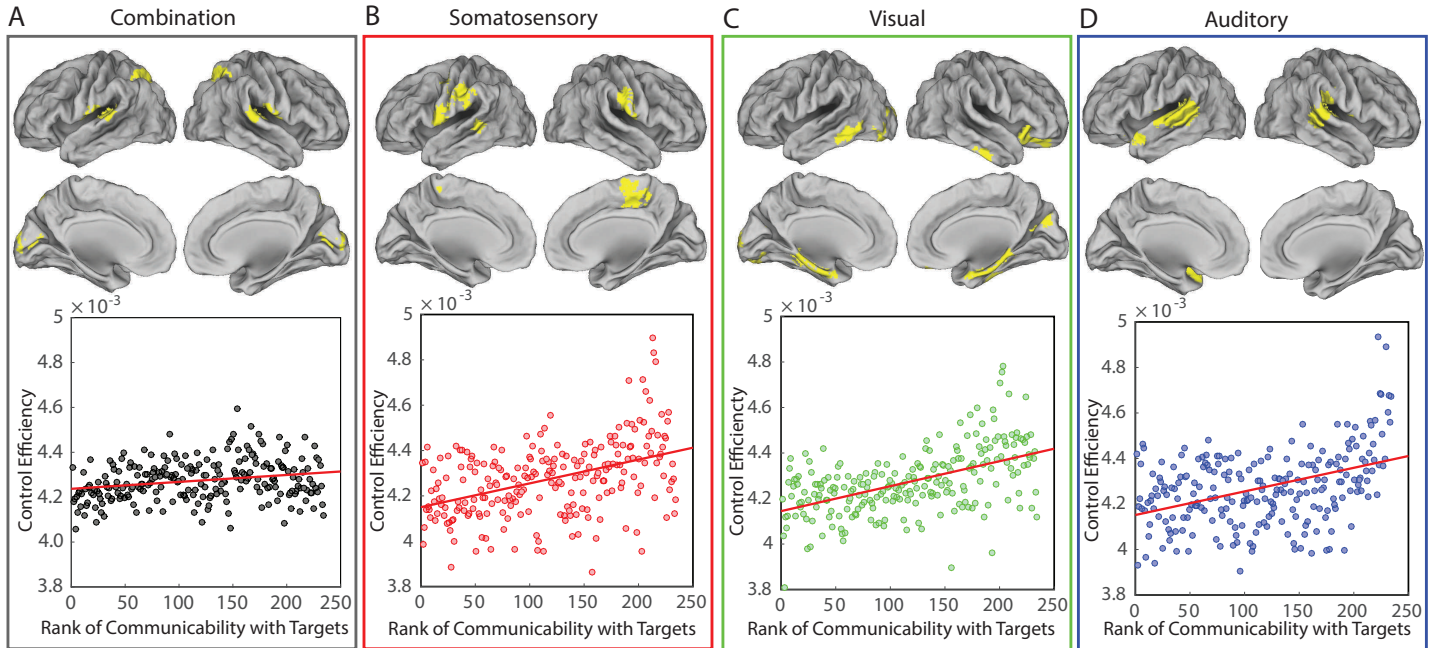 A Combination
B Somatosensory
C Visual
D Auditory
× 10 -3
5
4.8
4.6
4.4
4.2
4.0
3.8
0 50 100 150 200 250
Control Efficiency
Rank of Communicability with Targets
× 10 -3
5
4.8
4.6
4.4
4.2
4
3.8
0 50 100 150 200 250
Control Efficiency
Rank of Communicability with Targets
× 10 -3
5
4.8
4.6
4.4
4.2
4
3.8
0 50 100 150 200 250
Control Efficiencty
Rank of Communicability with Targets
× 10 -3
5
4.8
4.6
4.4
4.2
4
3.8
0 50 100 150 200 250
Control Efficiency
Rank of Communicability with Targets